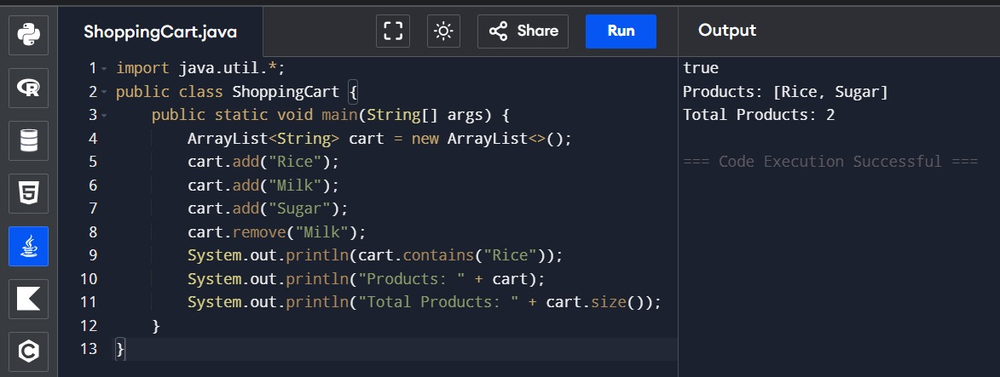 ShoppingCart.java
Share
Run
Output
1 import java.util.*;
2 public class ShoppingCart {
3     public static void main(String[] args) {
4         ArrayList<String> cart = new ArrayList<>();
5         cart.add("Rice");
6         cart.add("Milk");
7         cart.add("Sugar");
8         cart.remove("Milk");
9         System.out.println(cart.contains("Rice"));
10         System.out.println("Products: " + cart);
11         System.out.println("Total Products: " + cart.size());
12     }
13 }
true
Products: [Rice, Sugar]
Total Products: 2
=== Code Execution Successful ===